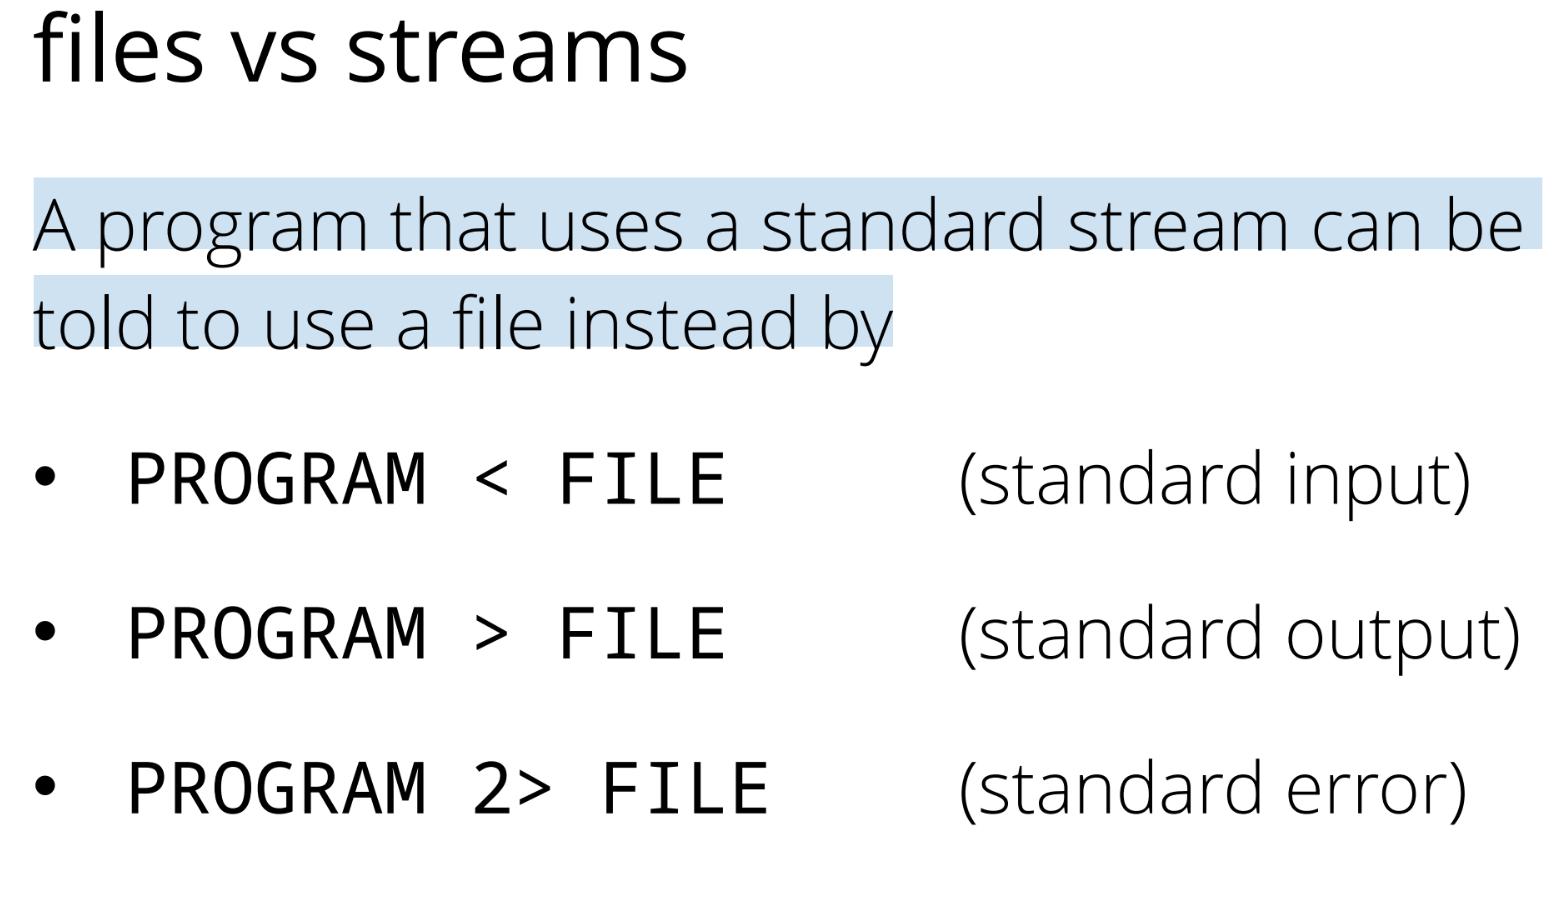 files vs streams
A program that uses a standard stream can be
told to use a file instead by
• PROGRAM < FILE (standard input)
• PROGRAM > FILE (standard output)
• PROGRAM 2> FILE (standard error)